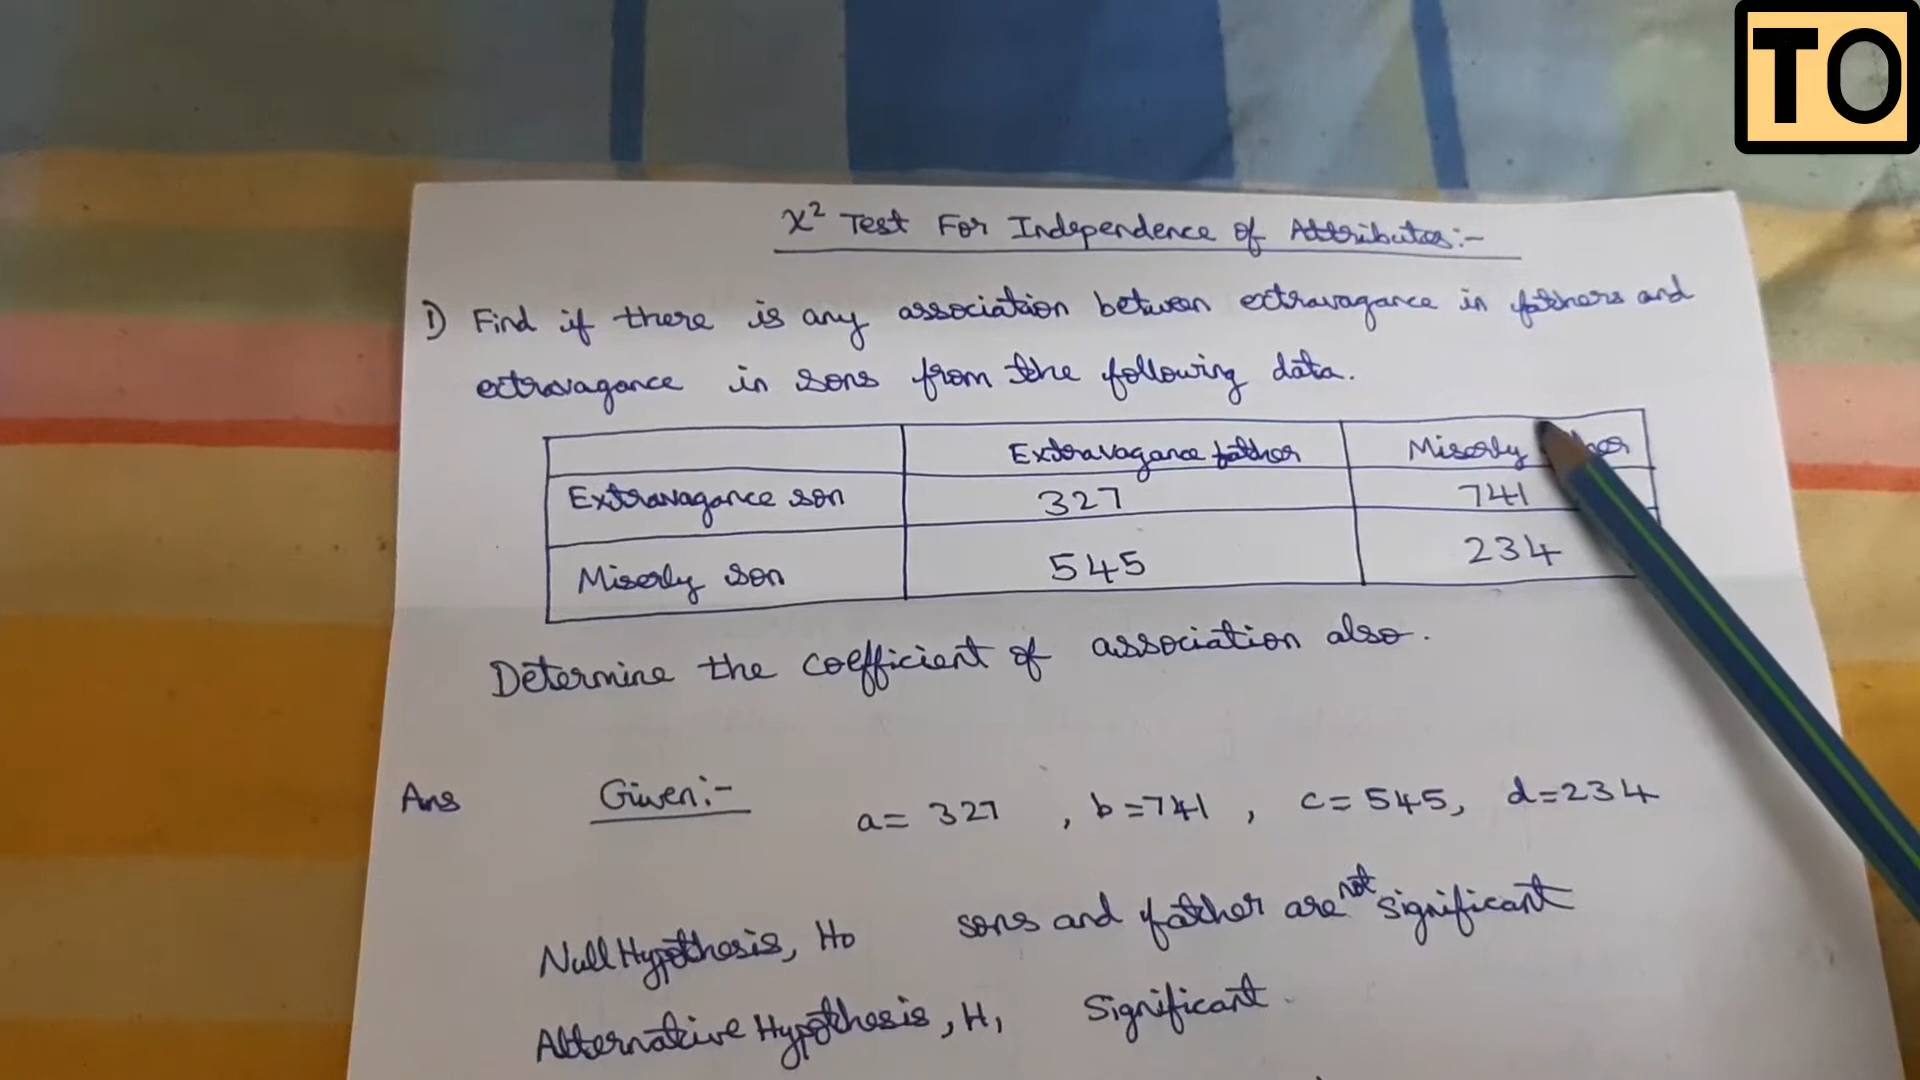 TO
χ² Test For Independence of Attributes:-
1) Find if there is any association between extravagance in fathers and
extravagance in sons from the following data.
Extravagance father Miserly
Extravagance son 327 741
Miserly son 545 234
Determine the coefficient of association also.
Ans Given:- a= 327 , b=741 , c=545, d=234
Null Hypothesis, H0 sons and father are not significant
Alternative Hypothesis, H1 Significant.